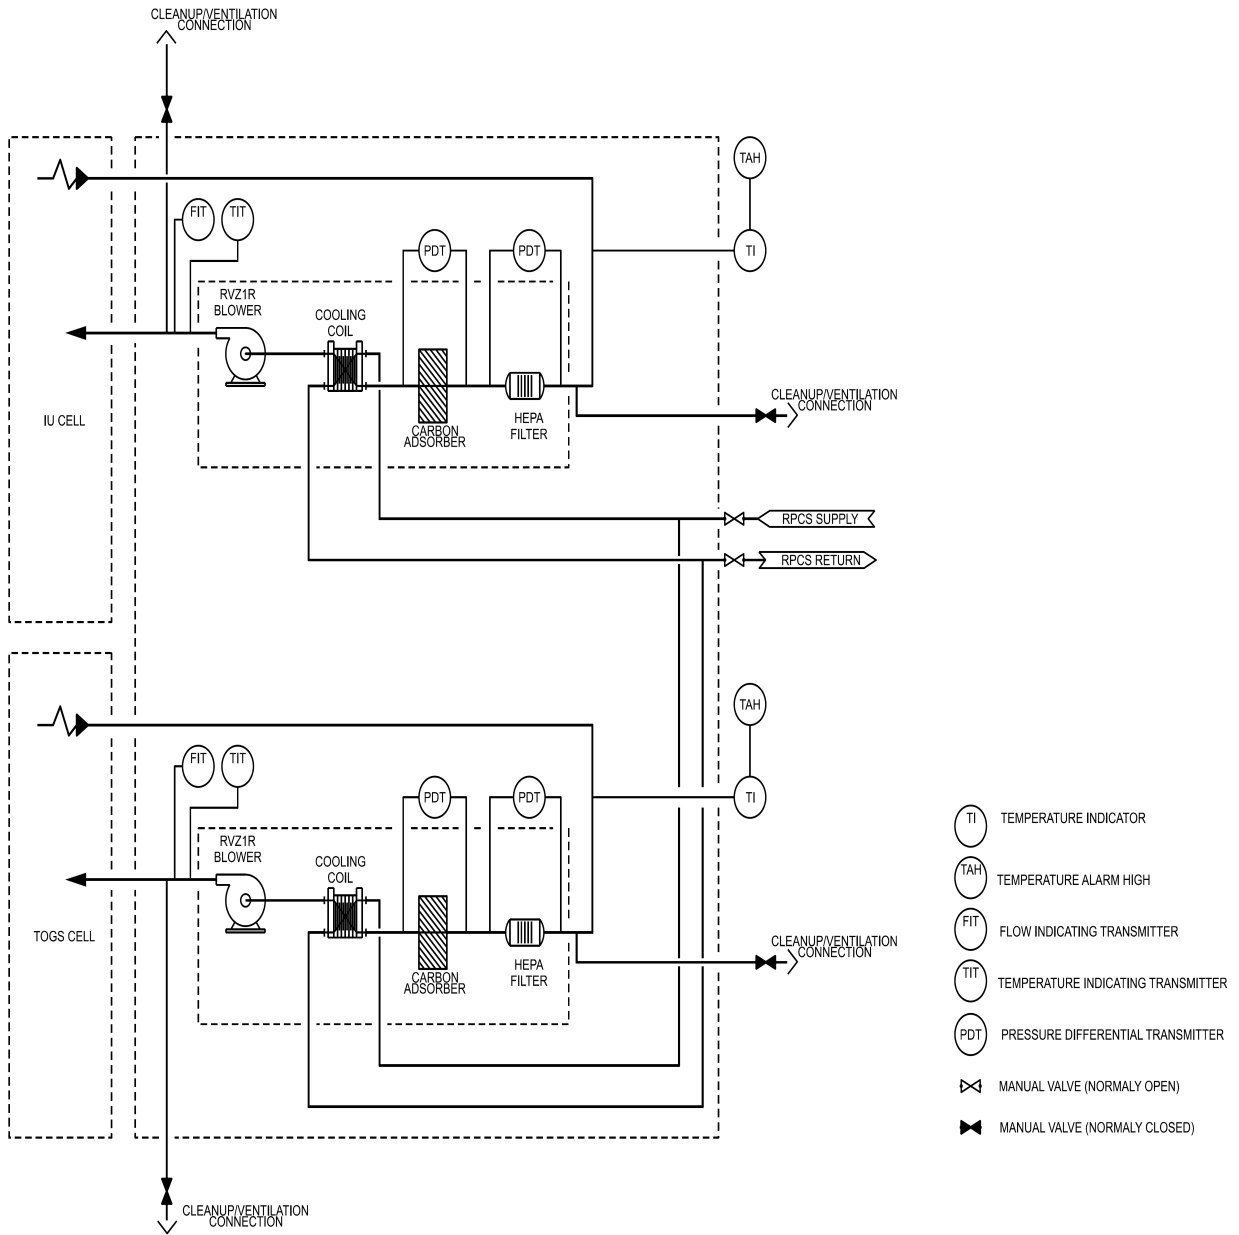 CLEANUP/VENTILATION
CONNECTION
TAH
FIT
TIT
PDT
PDT
TI
RVZ1R
BLOWER
COOLING
COIL
CLEANUP/VENTILATION
CONNECTION
IU CELL
HEPA
FILTER
CARBON
ADSORBER
RPCS SUPPLY
RPCS RETURN
TAH
FIT
TIT
PDT
PDT
TI
RVZ1R
BLOWER
COOLING
COIL
TOGS CELL
CLEANUP/VENTILATION
CONNECTION
HEPA
FILTER
CARBON
ADSORBER
CLEANUP/VENTILATION
CONNECTION
TI TEMPERATURE INDICATOR
TAH TEMPERATURE ALARM HIGH
FIT FLOW INDICATING TRANSMITTER
TIT TEMPERATURE INDICATING TRANSMITTER
PDT PRESSURE DIFFERENTIAL TRANSMITTER
MANUAL VALVE (NORMALY OPEN)
MANUAL VALVE (NORMALY CLOSED)